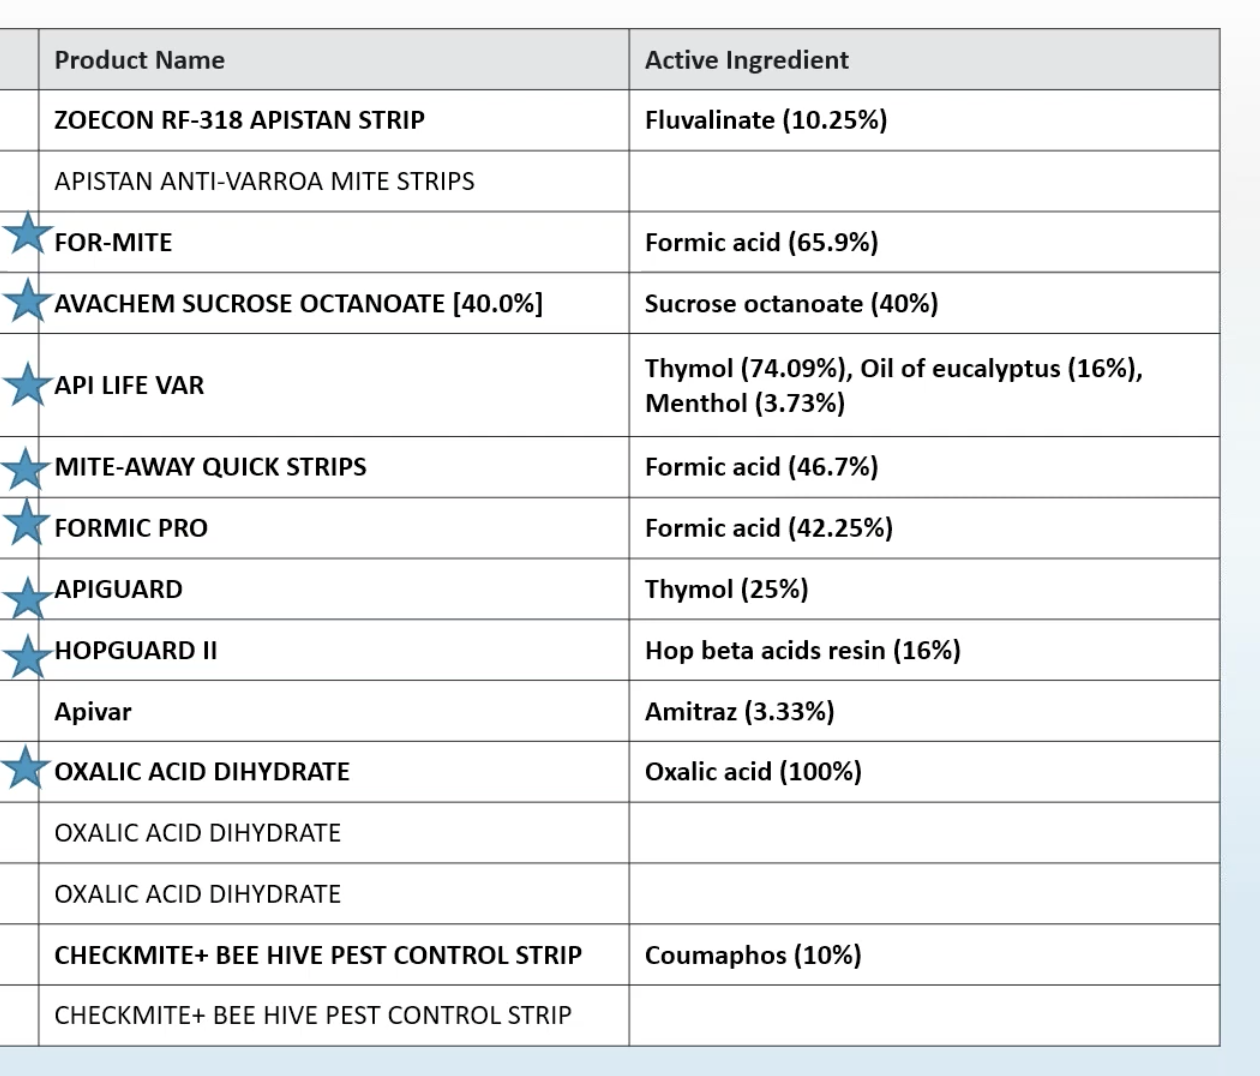 Product Name Active Ingredient
ZOECON RF-318 APISTAN STRIP Fluvalinate (10.25%)
APISTAN ANTI-VARROA MITE STRIPS
FOR-MITE Formic acid (65.9%)
AVACHEM SUCROSE OCTANOATE [40.0%] Sucrose octanoate (40%)
API LIFE VAR Thymol (74.09%), Oil of eucalyptus (16%),
Menthol (3.73%)
MITE-AWAY QUICK STRIPS Formic acid (46.7%)
FORMIC PRO Formic acid (42.25%)
APIGUARD Thymol (25%)
HOPGUARD II Hop beta acids resin (16%)
Apivar Amitraz (3.33%)
OXALIC ACID DIHYDRATE Oxalic acid (100%)
OXALIC ACID DIHYDRATE
OXALIC ACID DIHYDRATE
CHECKMITE+ BEE HIVE PEST CONTROL STRIP Coumaphos (10%)
CHECKMITE+ BEE HIVE PEST CONTROL STRIP